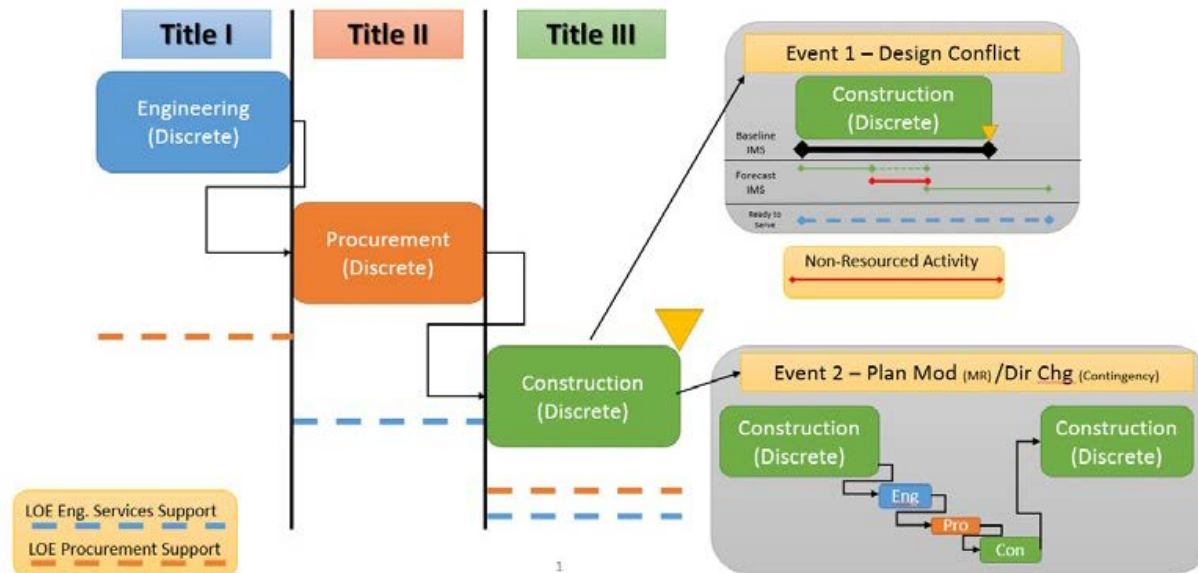 Title I
Title II
Title III
Engineering
(Discrete)
Procurement
(Discrete)
Construction
(Discrete)
LOE Eng. Services Support
LOE Procurement Support
Event 1 – Design Conflict
Construction
(Discrete)
Baseline
IMS
Forecast
IMS
Ready to
Serve
Non-Resourced Activity
Event 2 – Plan Mod (MR) /Dir Chg (Contingency)
Construction
(Discrete)
Eng
Pro
Con
Construction
(Discrete)
1